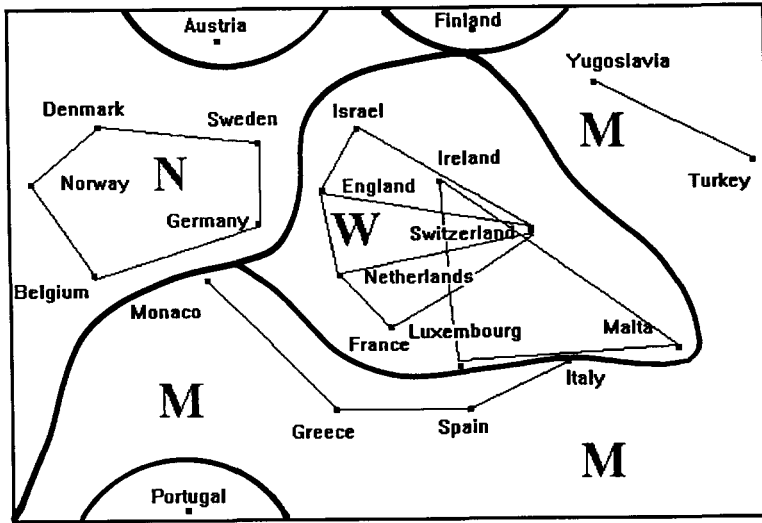 Austria
Finland
Yugoslavia
Denmark
Sweden
Israel
M
Ireland
Turkey
Norway
N
England
Germany
W
Switzerland
Belgium
Netherlands
Monaco
France
Luxembourg
Malta
Italy
M
Greece
Spain
M
Portugal